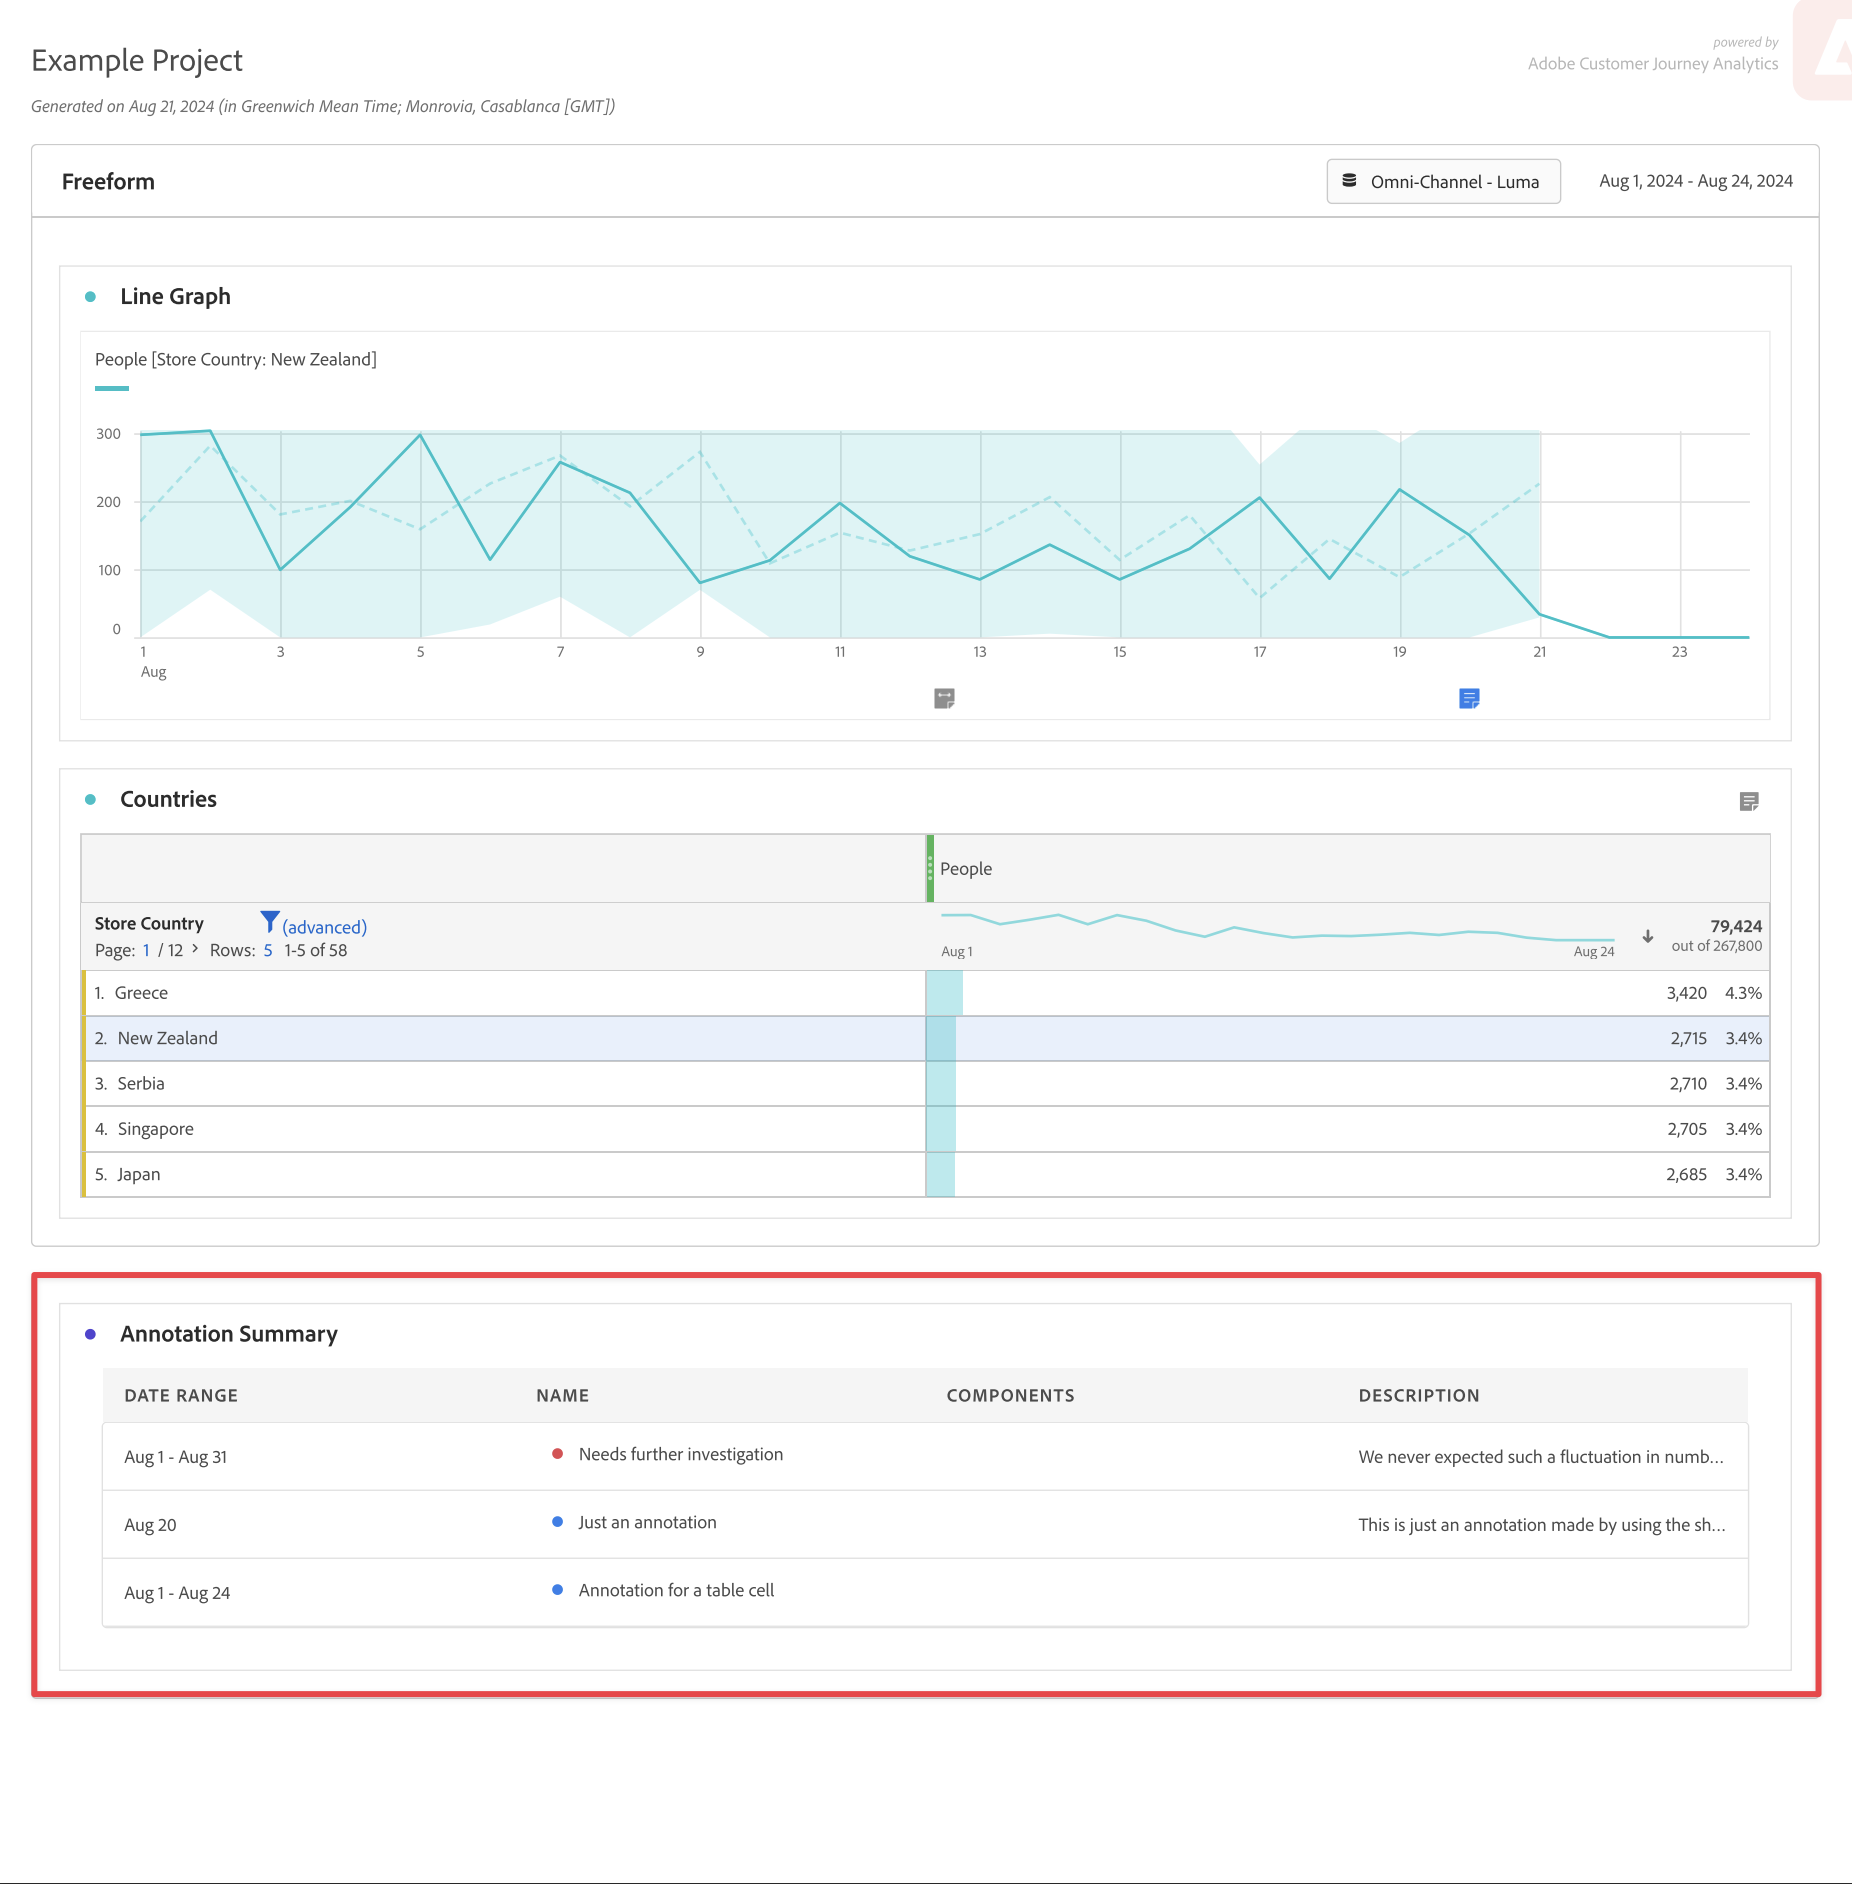 Example Project
powered by
Adobe Customer Journey Analytics
Generated on Aug 21, 2024 (in Greenwich Mean Time; Monrovia, Casablanca [GMT])
Freeform
Omni-Channel - Luma
Aug 1, 2024 - Aug 24, 2024
Line Graph
People [Store Country: New Zealand]
300
200
100
0
1 3 5 7 9 11 13 15 17 19 21 23
Aug
Countries
People
Store Country (advanced)
Page: 1 / 12 > Rows: 5 1-5 of 58
Aug 1
Aug 24
79,424
out of 267,800
1. Greece 3,420 4.3%
2. New Zealand 2,715 3.4%
3. Serbia 2,710 3.4%
4. Singapore 2,705 3.4%
5. Japan 2,685 3.4%
Annotation Summary
DATE RANGE NAME COMPONENTS DESCRIPTION
Aug 1 - Aug 31 Needs further investigation We never expected such a fluctuation in numb...
Aug 20 Just an annotation This is just an annotation made by using the sh...
Aug 1 - Aug 24 Annotation for a table cell